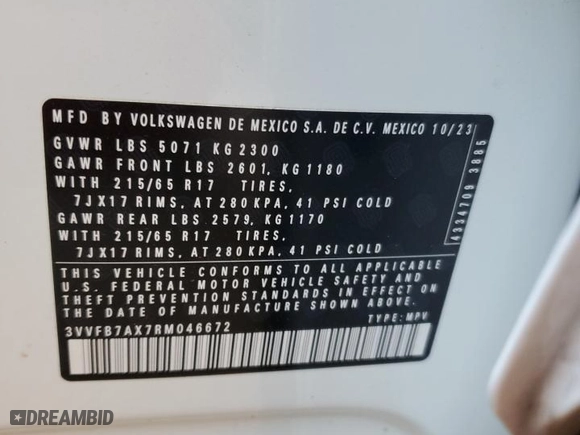 MFD BY VOLKSWAGEN DE MEXICO S.A. DE C.V. MEXICO 10/23
GVWR LBS 5071 KG 2300
GAWR FRONT LBS 2601, KG 1180
WITH 215/65 R17 TIRES,
7JX17 RIMS, AT 280 KPA, 41 PSI COLD
GAWR REAR LBS 2579, KG 1170
WITH 215/65 R17 TIRES,
7JX17 RIMS, AT 280 KPA, 41 PSI COLD
THIS VEHICLE CONFORMS TO ALL APPLICABLE
U.S. FEDERAL MOTOR VEHICLE SAFETY AND
THEFT PREVENTION STANDARDS IN EFFECT ON
THE DATE OF MANUFACTURE SHOWN ABOVE.
3VVFB7AX7RM046672 TYPE: MPV
4334709 3885
DREAMBID